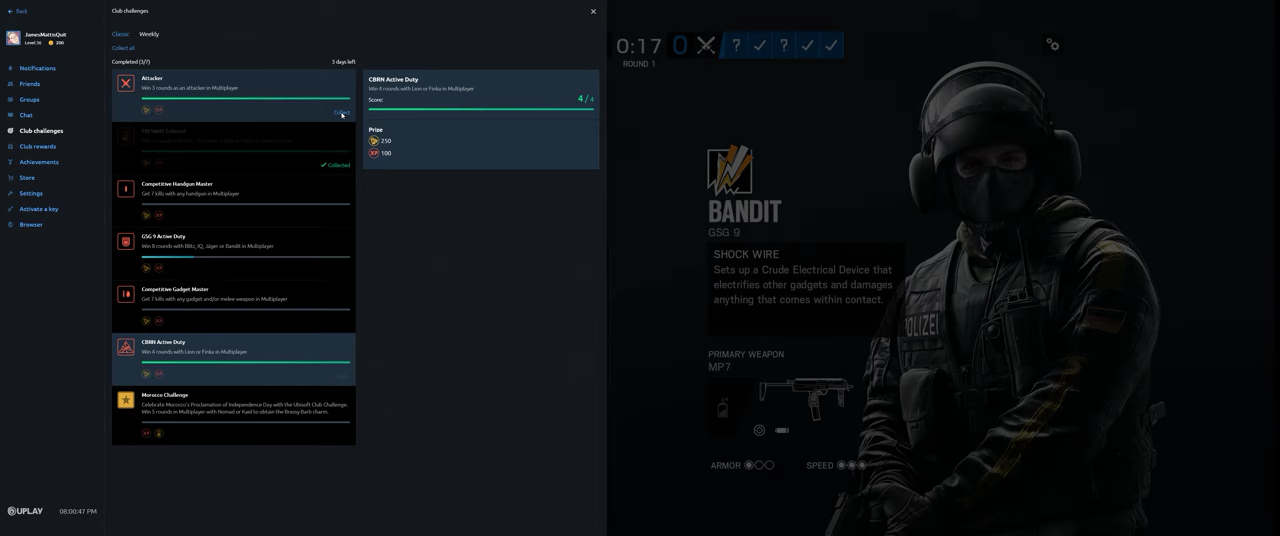 Back
Club challenges
JamesMattisQuit
Level 36 200
Classic Weekly
Collect all
Completed (3/7) 3 days left
Notifications
Friends
Groups
Chat
Club challenges
Club rewards
Achievements
Store
Settings
Activate a key
Browser
Attacker
Win 3 rounds as an attacker in Multiplayer
Collect
Collected
Competitive Handgun Master
Get 7 kills with any handgun in Multiplayer
GSG 9 Active Duty
Win 8 rounds with Blitz, IQ, Jäger or Bandit in Multiplayer
Competitive Gadget Master
Get 7 kills with any gadget and/or melee weapon in Multiplayer
CBRN Active Duty
Win 4 rounds with Lion or Finka in Multiplayer
Morocco Challenge
Celebrate Morocco's Proclamation of Independence Day with the Ubisoft Club Challenge.
Win 5 rounds in Multiplayer with Nomad or Kaid to obtain the Brassy Barb charm.
CBRN Active Duty
Win 4 rounds with Lion or Finka in Multiplayer
Score: 4 / 4
Prize
250
XP 100
UPLAY 08:00:47 PM
0:17 0 ? ?
ROUND 1
BANDIT
GSG 9
SHOCK WIRE
Sets up a Crude Electrical Device that
electrifies other gadgets and damages
anything that comes within contact.
PRIMARY WEAPON
MP7
ARMOR SPEED
POLIZEI